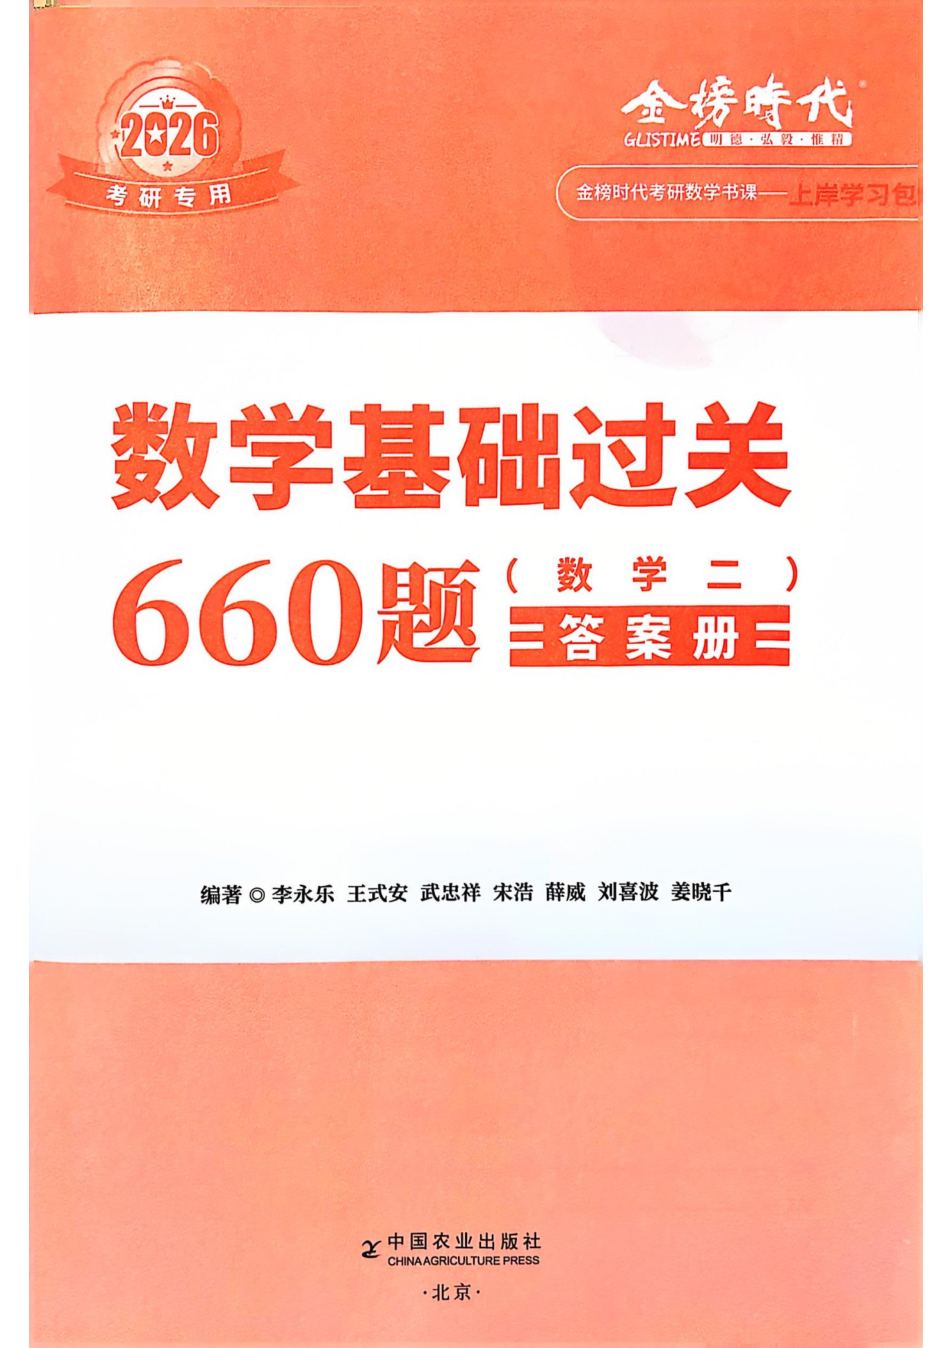 2026
考研专用
金榜時代
GLISTIME 明德·弘毅·惟精
金榜时代考研数学书课——上岸学习包
数学基础过关
660题
(数学二)
答案册
编著◎李永乐 王式安 武忠祥 宋浩 薛威 刘喜波 姜晓千
中国农业出版社
CHINA AGRICULTURE PRESS
·北京·